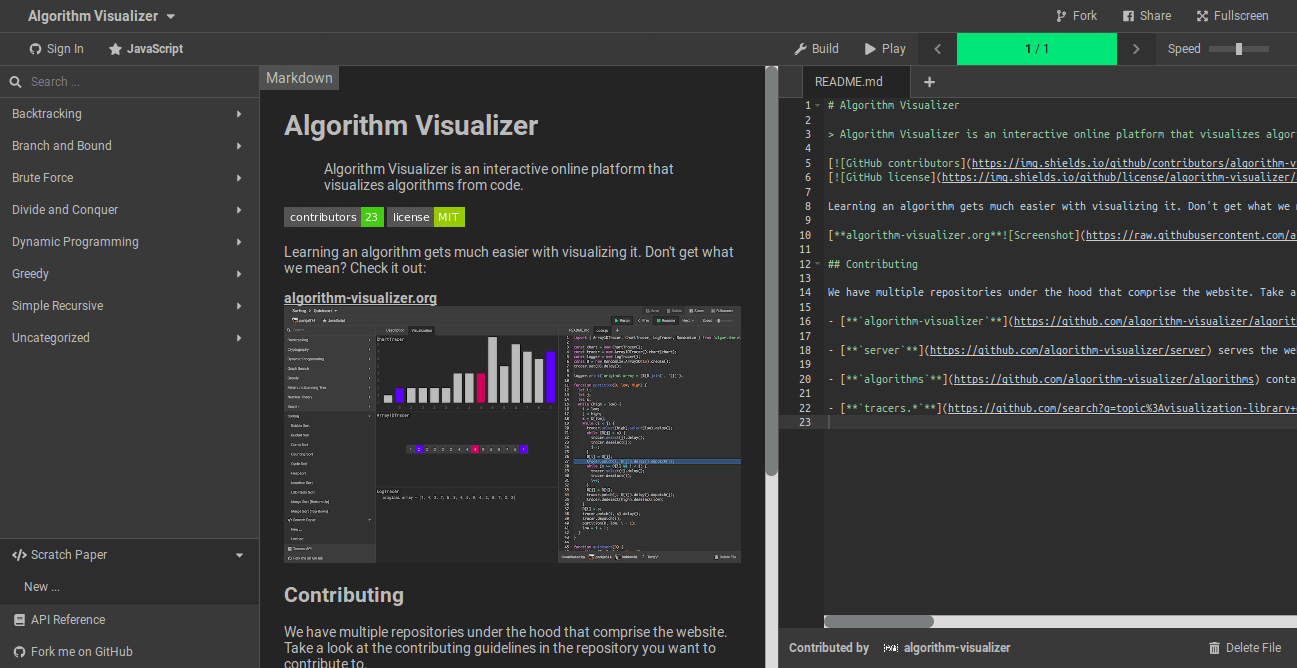 Algorithm Visualizer
Fork Share Fullscreen
Sign In JavaScript
Build Play 1 / 1 Speed
Search ...
Backtracking
Branch and Bound
Brute Force
Divide and Conquer
Dynamic Programming
Greedy
Simple Recursive
Uncategorized
Scratch Paper
New ...
API Reference
Fork me on GitHub
Markdown
Algorithm Visualizer
Algorithm Visualizer is an interactive online platform that
visualizes algorithms from code.
contributors 23 license MIT
Learning an algorithm gets much easier with visualizing it. Don't get what
we mean? Check it out:
algorithm-visualizer.org
Contributing
We have multiple repositories under the hood that comprise the website.
Take a look at the contributing guidelines in the repository you want to
contribute to.
README.md
1 # Algorithm Visualizer
2
3 > Algorithm Visualizer is an interactive online platform that visualizes algor
4
5 [![GitHub contributors](https://img.shields.io/github/contributors/algorithm-v
6 [![GitHub license](https://img.shields.io/github/license/algorithm-visualizer/
7
8 Learning an algorithm gets much easier with visualizing it. Don't get what we
9
10 [**algorithm-visualizer.org**![Screenshot](https://raw.githubusercontent.com/a
11
12 ## Contributing
13
14 We have multiple repositories under the hood that comprise the website. Take a
15
16 - [**`algorithm-visualizer`**](https://github.com/algorithm-visualizer/algorit
17
18 - [**`server`**](https://github.com/algorithm-visualizer/server) serves the we
19
20 - [**`algorithms`**](https://github.com/algorithm-visualizer/algorithms) conta
21
22 - [**`tracers.*`**](https://github.com/search?q=topic%3Avisualization-library+
23
Contributed by algorithm-visualizer
Delete File